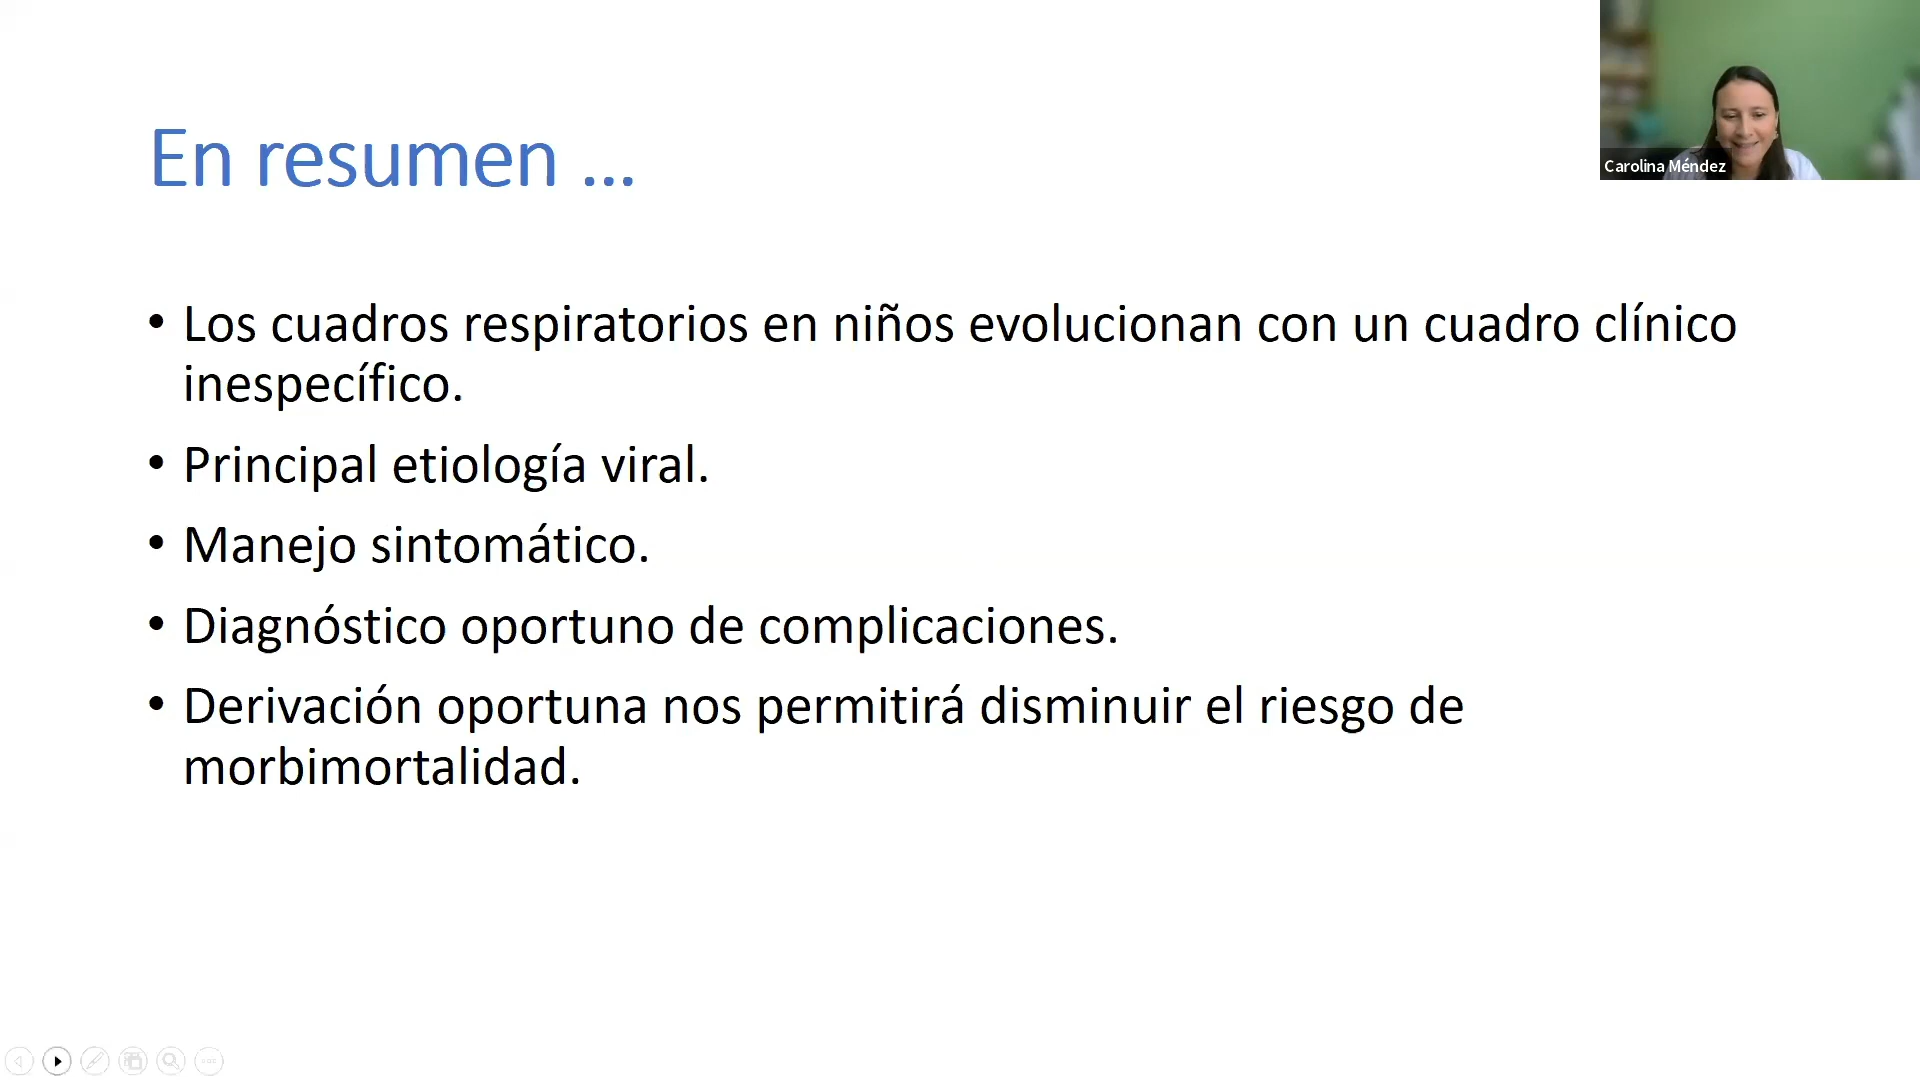 En resumen ...
Carolina Méndez
• Los cuadros respiratorios en niños evolucionan con un cuadro clínico
inespecífico.
• Principal etiología viral.
• Manejo sintomático.
• Diagnóstico oportuno de complicaciones.
• Derivación oportuna nos permitirá disminuir el riesgo de
morbimortalidad.